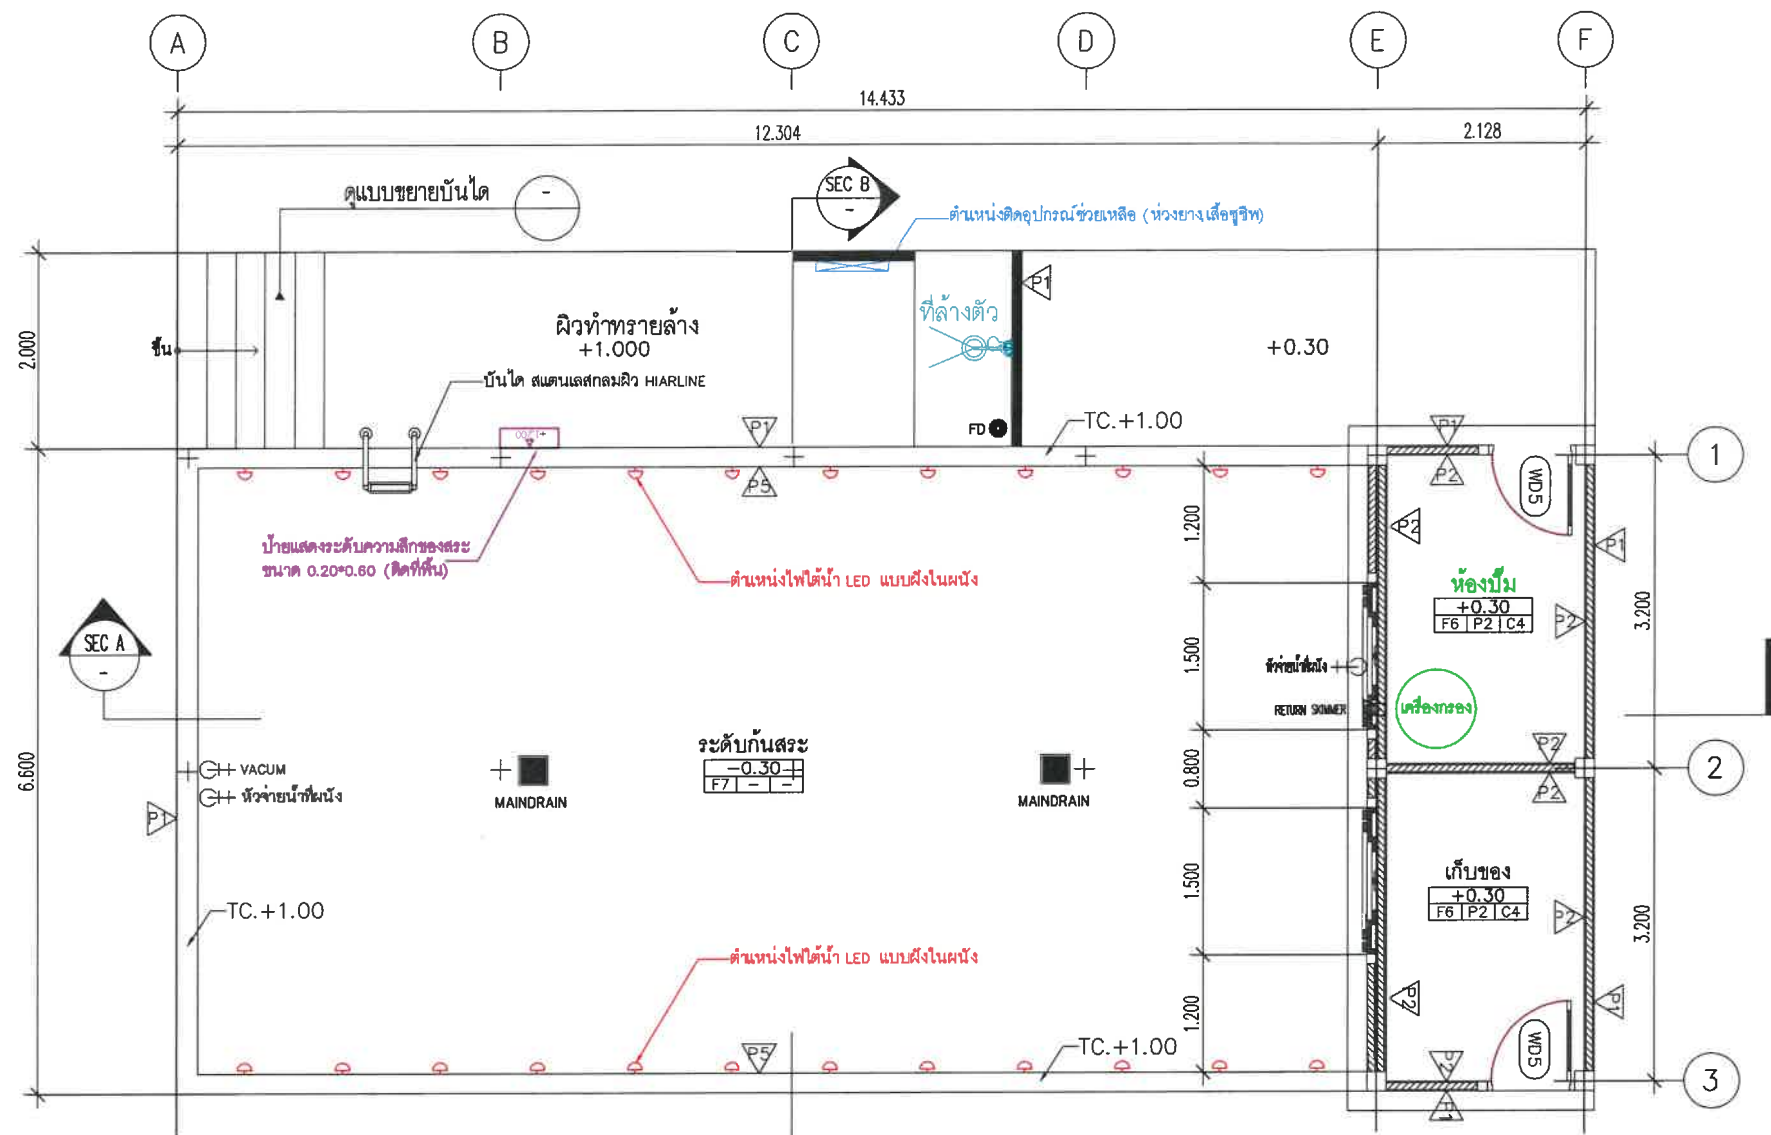 A
B
C
D
E
F
14.433
12.304
2.128
ดูแบบขยายบันได
-
SEC B
-
ตำแหน่งติดอุปกรณ์ช่วยเหลือ (ห่วงยาง,เสื้อชูชีพ)
P1
ที่ล้างตัว
ผิวทำทรายล้าง
+1.000
+0.30
2.000
ขึ้น
บันได สแตนเลสกลมผิว HIARLINE
P1
FD
TC.+1.00
P1
1
P5
P2
WD5
P2
1.200
P1
ป้ายแสดงระดับความลึกของสระ
ขนาด 0.20*0.60 (ติดที่พื้น)
ตำแหน่งไฟใต้น้ำ LED แบบฝังในผนัง
ห้องปั๊ม
+0.30
F6 P2 C4
P2
3.200
SEC A
-
1.500
หัวจ่ายน้ำที่ผนัง
RETURN SKIMMER
เครื่องกรอง
ระดับก้นสระ
-0.30
F7 - -
P2
2
6.600
VACUM
หัวจ่ายน้ำที่ผนัง
MAINDRAIN
MAINDRAIN
0.800
P2
P1
เก็บของ
+0.30
F6 P2 C4
P2
1.500
3.200
TC.+1.00
ตำแหน่งไฟใต้น้ำ LED แบบฝังในผนัง
P2
P1
1.200
P5
TC.+1.00
P2
WD5
3
P1